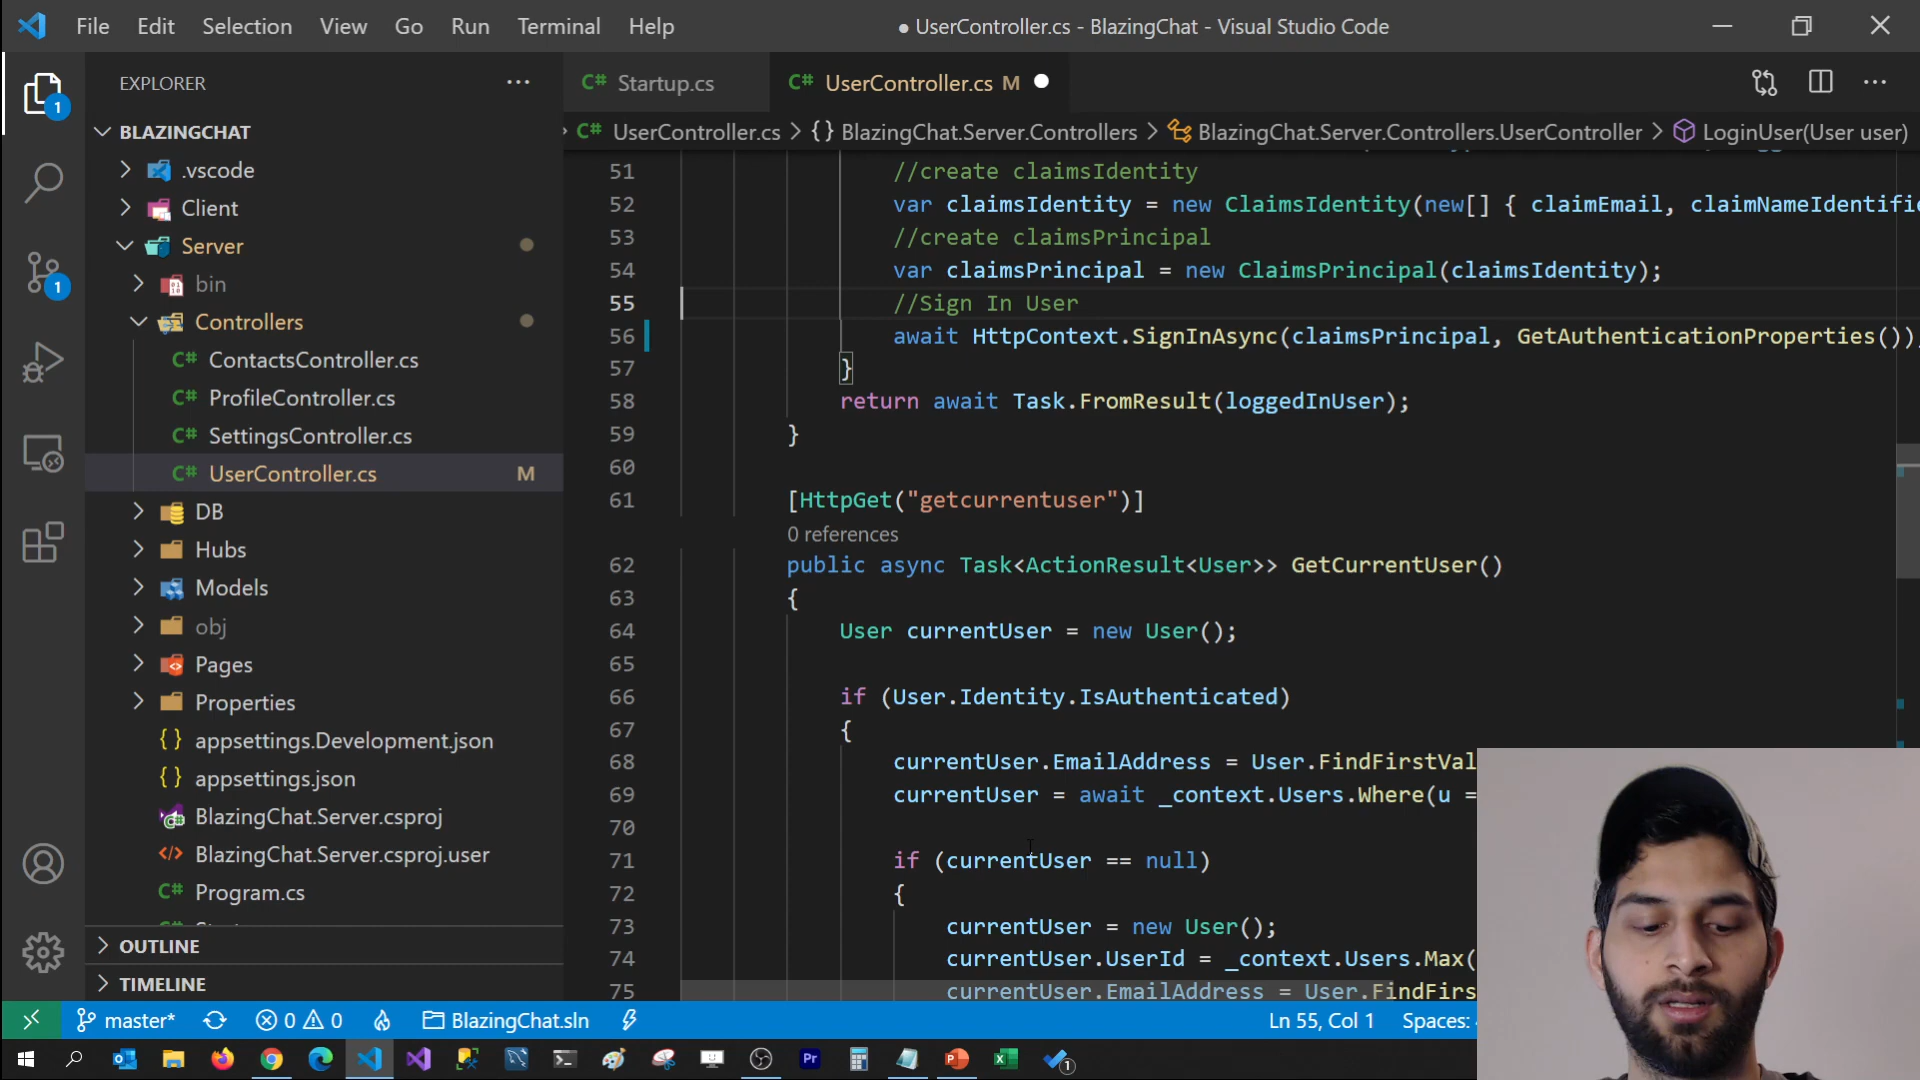 File Edit Selection View Go Run Terminal Help
● UserController.cs - BlazingChat - Visual Studio Code
EXPLORER
Startup.cs
UserController.cs M
UserController.cs > {} BlazingChat.Server.Controllers > BlazingChat.Server.Controllers.UserController > LoginUser(User user)
BLAZINGCHAT
.vscode
Client
Server
bin
Controllers
ContactsController.cs
ProfileController.cs
SettingsController.cs
UserController.cs M
DB
Hubs
Models
obj
Pages
Properties
{} appsettings.Development.json
{} appsettings.json
BlazingChat.Server.csproj
BlazingChat.Server.csproj.user
Program.cs
OUTLINE
TIMELINE
51 //create claimsIdentity
52 var claimsIdentity = new ClaimsIdentity(new[] { claimEmail, claimNameIdentifie
53 //create claimsPrincipal
54 var claimsPrincipal = new ClaimsPrincipal(claimsIdentity);
55 //Sign In User
56 await HttpContext.SignInAsync(claimsPrincipal, GetAuthenticationProperties());
57 }
58 return await Task.FromResult(loggedInUser);
59 }
60
61 [HttpGet("getcurrentuser")]
0 references
62 public async Task<ActionResult<User>> GetCurrentUser()
63 {
64 User currentUser = new User();
65
66 if (User.Identity.IsAuthenticated)
67 {
68 currentUser.EmailAddress = User.FindFirstVal
69 currentUser = await _context.Users.Where(u =
70
71 if (currentUser == null)
72 {
73 currentUser = new User();
74 currentUser.UserId = _context.Users.Max(
75 currentUser.EmailAddress = User.FindFirs
master* 0 0 BlazingChat.sln Ln 55, Col 1 Spaces: